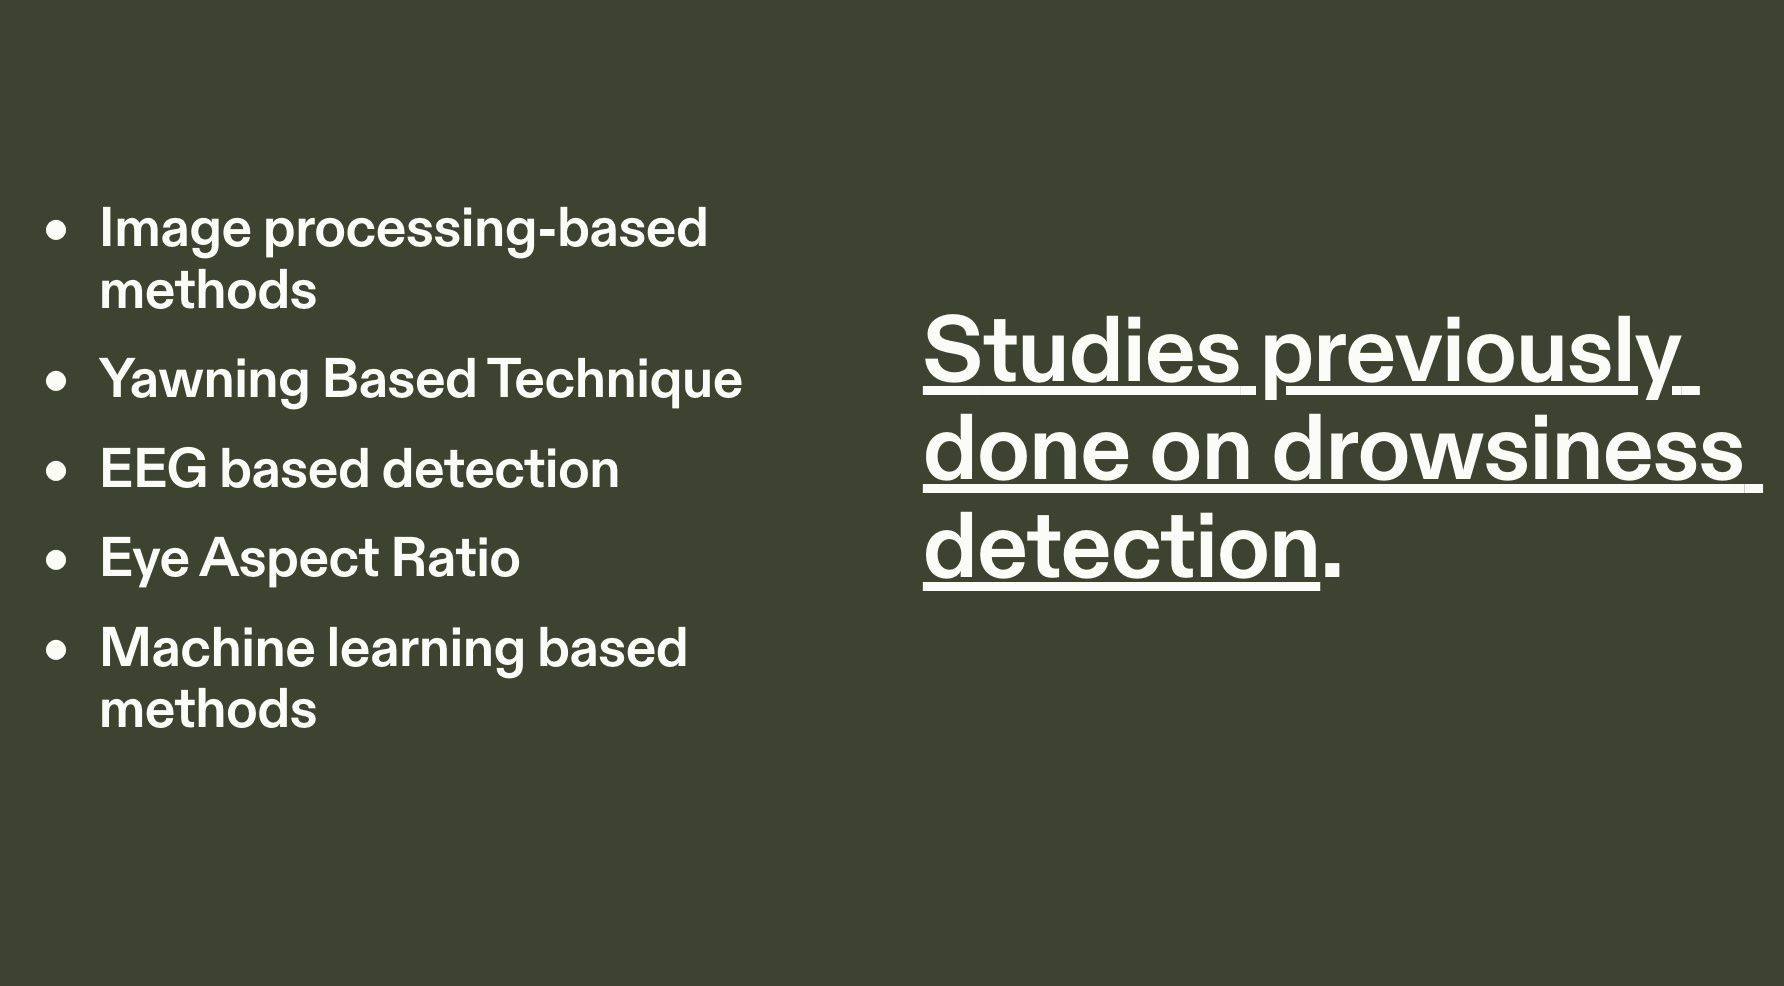 • Image processing-based
methods
• Yawning Based Technique
• EEG based detection
• Eye Aspect Ratio
• Machine learning based
methods
Studies previously
done on drowsiness
detection.